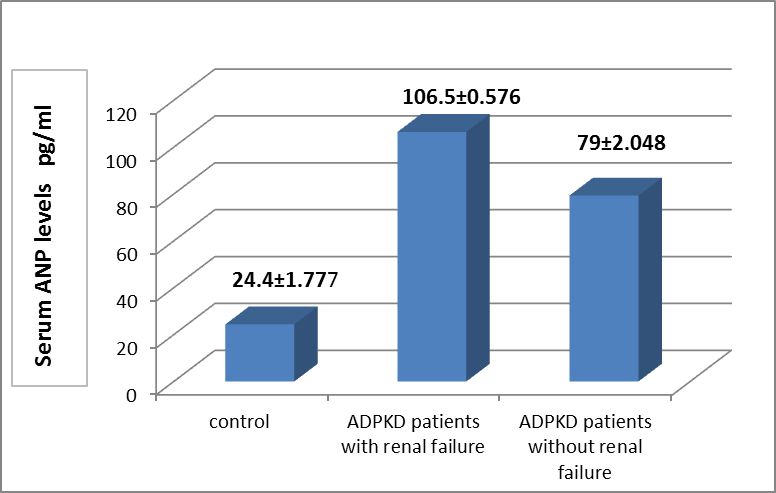 Serum ANP levels pg/ml
120
100
80
60
40
20
0
24.4±1.777
106.5±0.576
79±2.048
control
ADPKD patients
with renal failure
ADPKD patients
without renal
failure